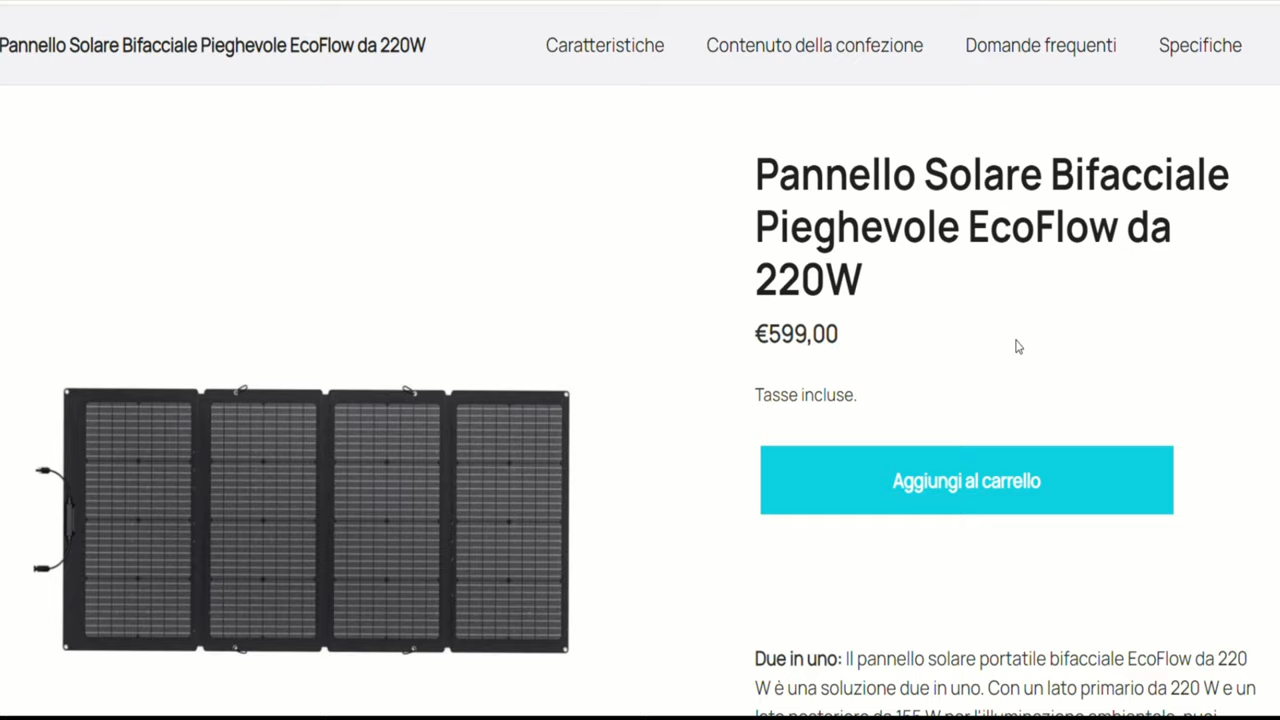 Pannello Solare Bifacciale Pieghevole EcoFlow da 220W
Caratteristiche
Contenuto della confezione
Domande frequenti
Specifiche
Pannello Solare Bifacciale
Pieghevole EcoFlow da
220W
€599,00
Tasse incluse.
Aggiungi al carrello
Due in uno: Il pannello solare portatile bifacciale EcoFlow da 220
W è una soluzione due in uno. Con un lato primario da 220 W e un
lato posteriore da 155 W per l'illuminazione ambientale, puoi